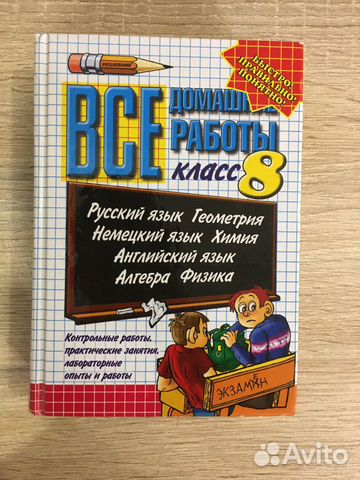 РЕШЕБНИК
БЫСТРО!
ПРАВИЛЬНО!
ПОНЯТНО!
ВСЕ
ДОМАШНИЕ
РАБОТЫ
класс 8
Русский язык Геометрия
Немецкий язык Химия
Английский язык
Алгебра Физика
Контрольные работы,
практические занятия,
лабораторные
опыты и работы
ЭКЗАМЕН
Avito